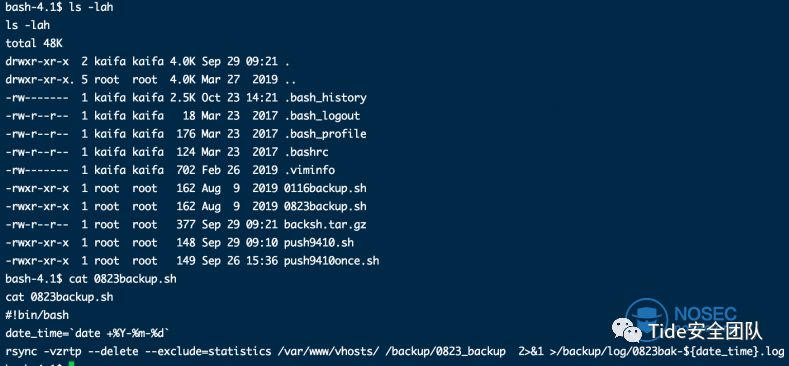 bash-4.1$ ls -lah
ls -lah
total 48K
drwxr-xr-x  2 kaifa kaifa 4.0K Sep 29 09:21 .
drwxr-xr-x. 5 root  root  4.0K Mar 27  2019 ..
-rw-------  1 kaifa kaifa 2.5K Oct 23 14:21 .bash_history
-rw-r--r--  1 kaifa kaifa   18 Mar 23  2017 .bash_logout
-rw-r--r--  1 kaifa kaifa  176 Mar 23  2017 .bash_profile
-rw-r--r--  1 kaifa kaifa  124 Mar 23  2017 .bashrc
-rw-------  1 kaifa kaifa  702 Feb 26  2019 .viminfo
-rwxr-xr-x  1 root  root   162 Aug  9  2019 0116backup.sh
-rwxr-xr-x  1 root  root   162 Aug  9  2019 0823backup.sh
-rw-r--r--  1 root  root   377 Sep 29 09:21 backsh.tar.gz
-rwxr-xr-x  1 root  root   148 Sep 29 09:10 push9410.sh
-rwxr-xr-x  1 root  root   149 Sep 26 15:36 push9410once.sh
bash-4.1$ cat 0823backup.sh
cat 0823backup.sh
#!bin/bash
NOSEC
date_time=`date +%Y-%m-%d`
Tide安全团队
rsync -vzrtp --delete --exclude=statistics /var/www/vhosts/ /backup/0823_backup  2>&1 >/backup/log/0823bak-${date_time}.log